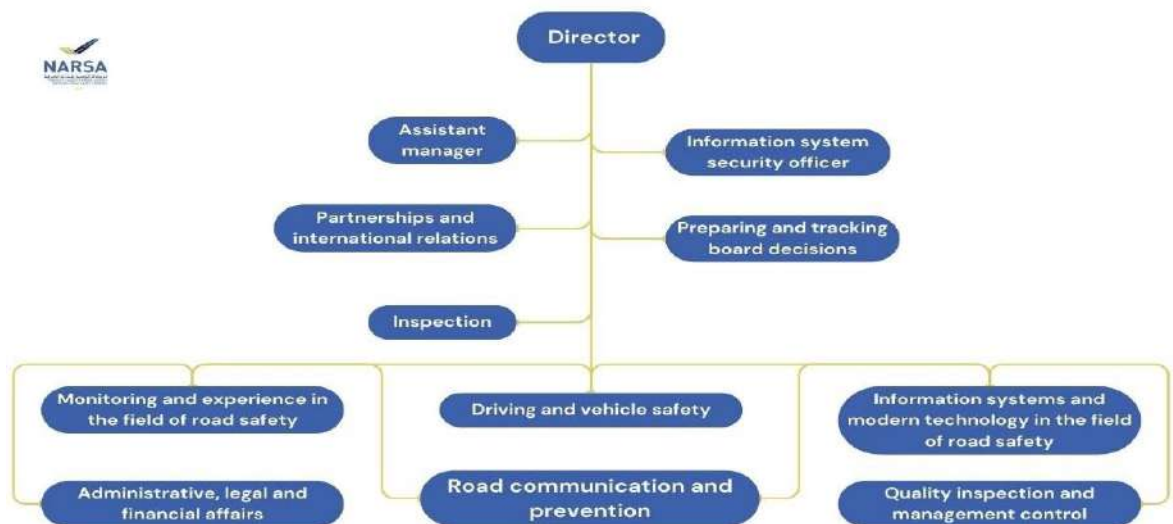 Director
NARSA
Assistant
manager
Information system
security officer
Partnerships and
international relations
Preparing and tracking
board decisions
Inspection
Monitoring and experience in
the field of road safety
Driving and vehicle safety
Information systems and
modern technology in the field
of road safety
Administrative, legal and
financial affairs
Road communication and
prevention
Quality inspection and
management control